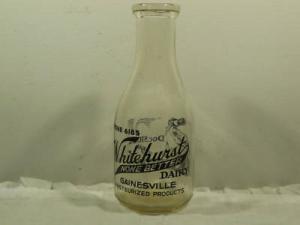 PHONE 6185
Whitehurst
NONE BETTER
DAIRY
GAINESVILLE
PASTEURIZED PRODUCTS